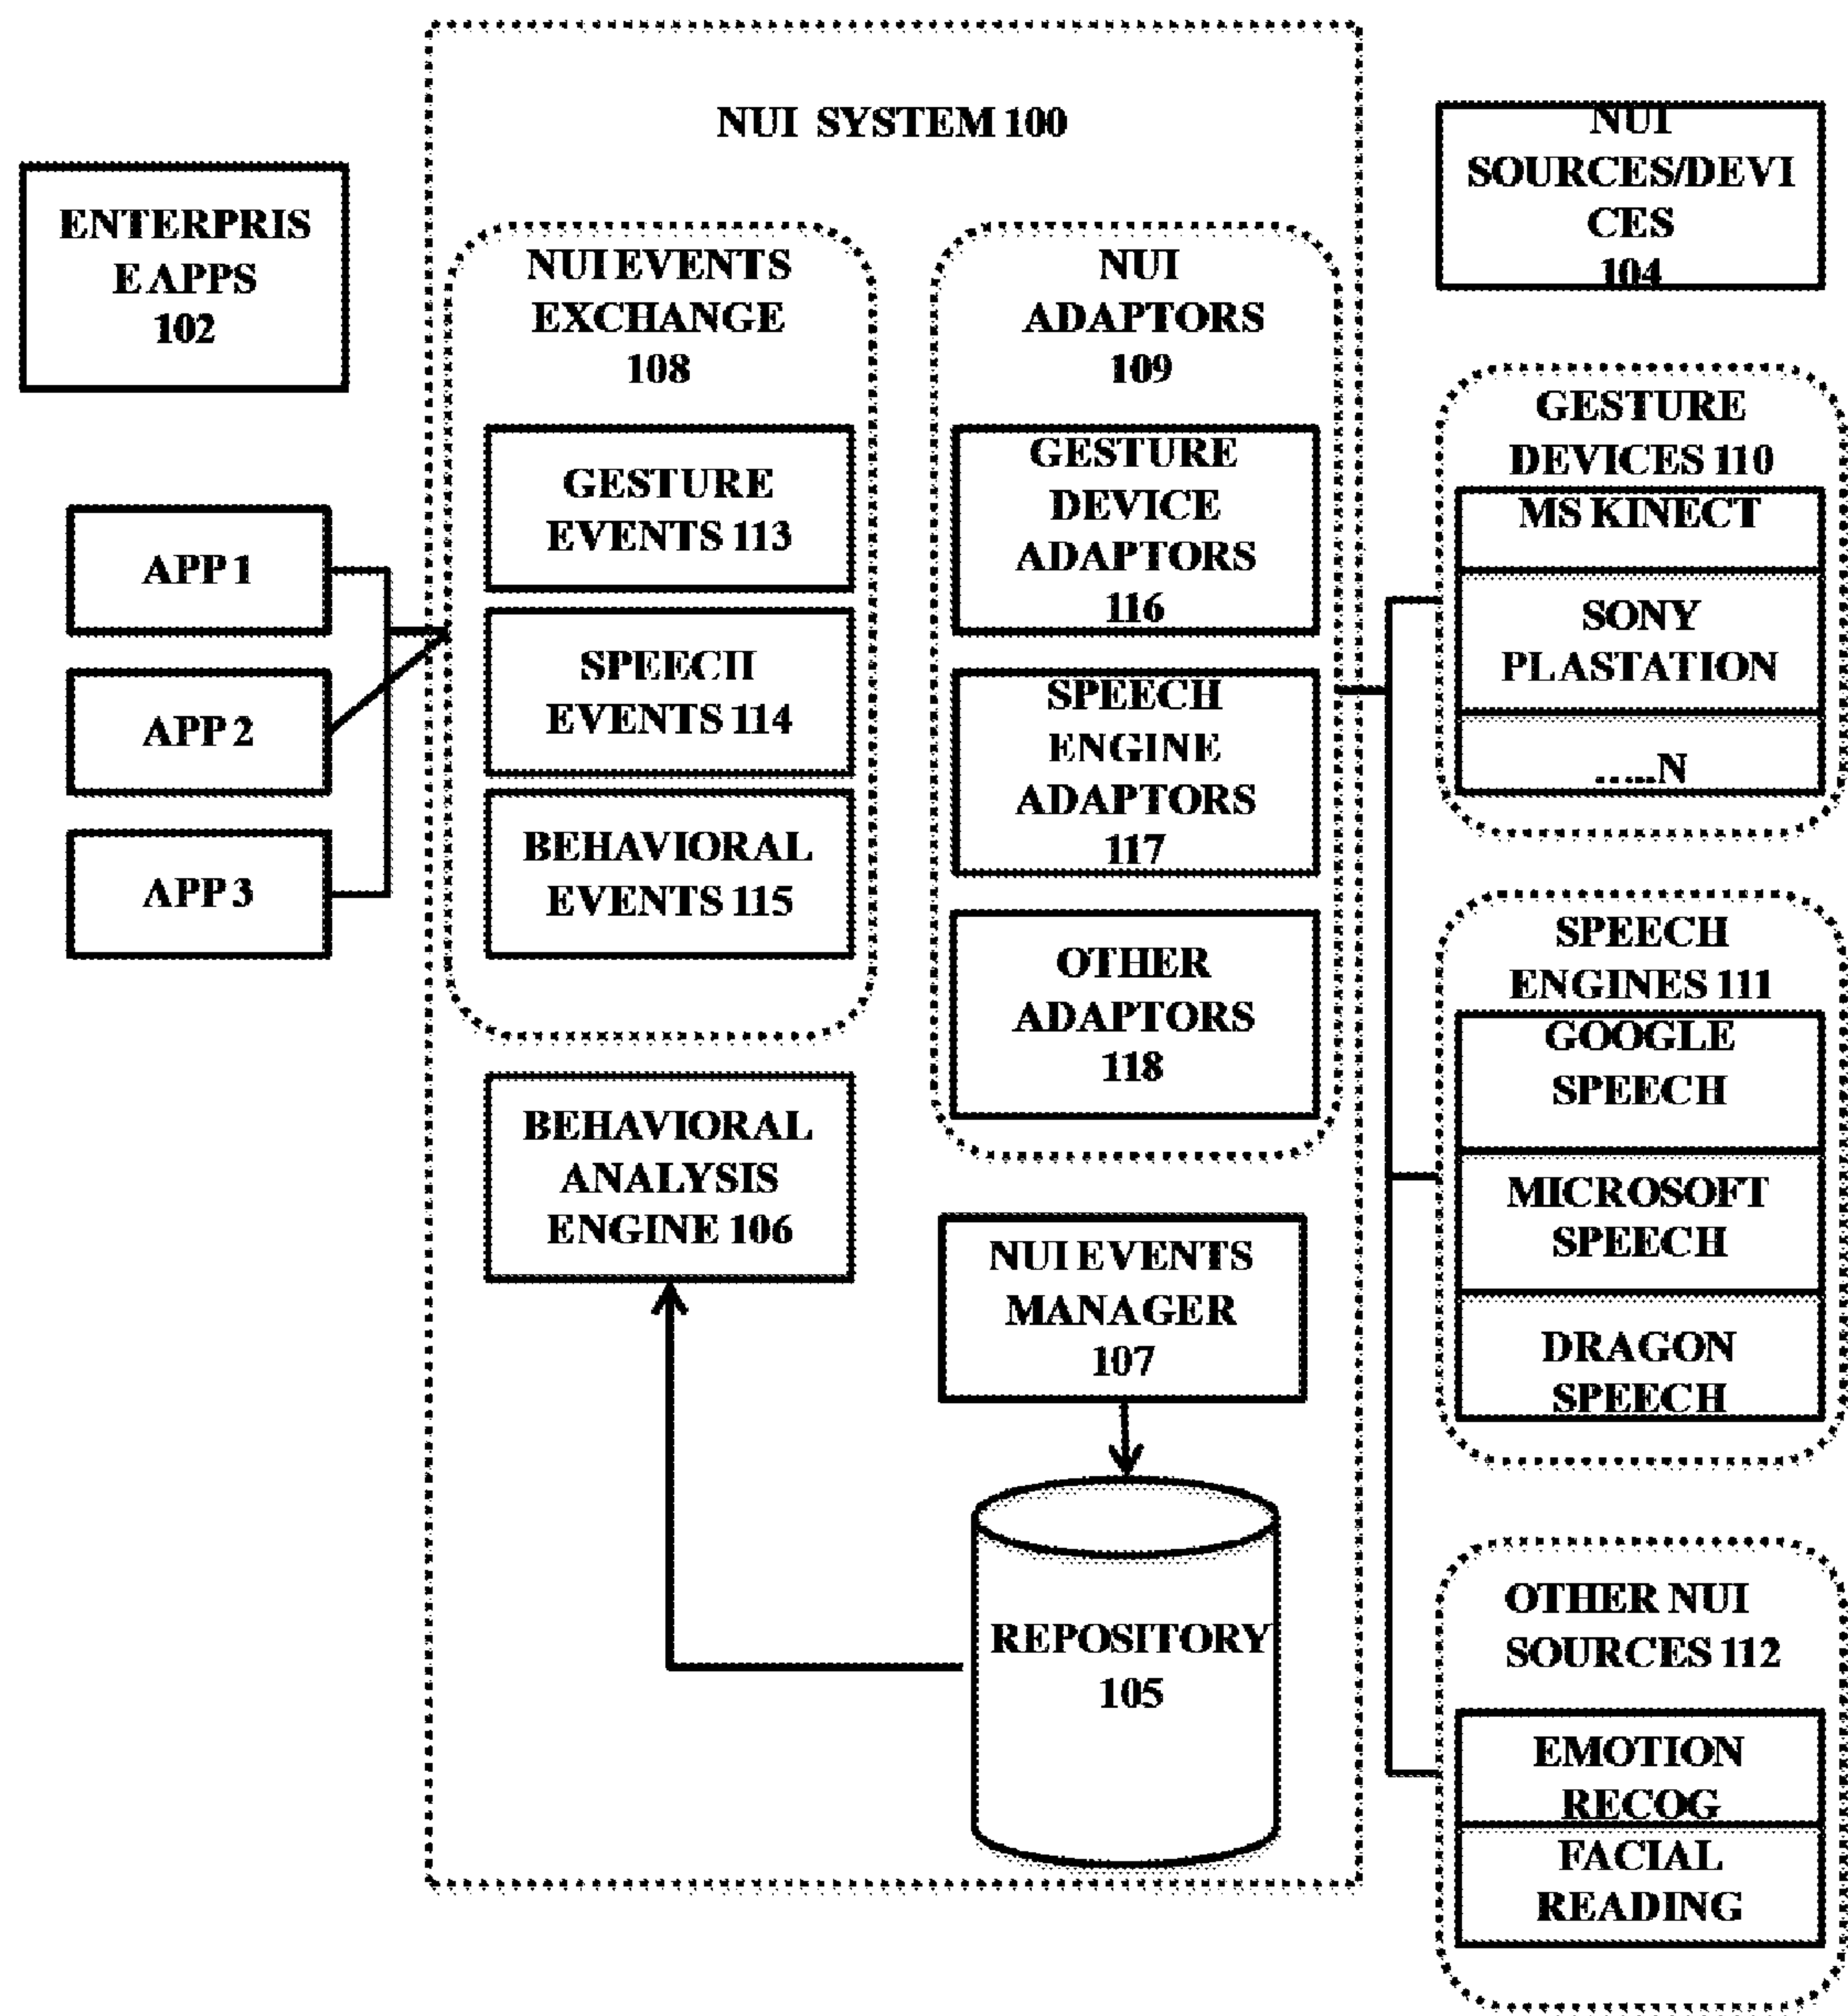 NUI SYSTEM 100
ENTERPRIS
E APPS
102
APP 1
APP 2
APP 3
NUI EVENTS
EXCHANGE
108
GESTURE
EVENTS 113
SPEECH
EVENTS 114
BEHAVIORAL
EVENTS 115
BEHAVIORAL
ANALYSIS
ENGINE 106
NUI
ADAPTORS
109
GESTURE
DEVICE
ADAPTORS
116
SPEECH
ENGINE
ADAPTORS
117
OTHER
ADAPTORS
118
NUI EVENTS
MANAGER
107
REPOSITORY
105
NUI
SOURCES/DEVI
CES
104
GESTURE
DEVICES 110
MS KINECT
SONY
PLASTATION
.....N
SPEECH
ENGINES 111
GOOGLE
SPEECH
MICROSOFT
SPEECH
DRAGON
SPEECH
OTHER NUI
SOURCES 112
EMOTION
RECOG
FACIAL
READING